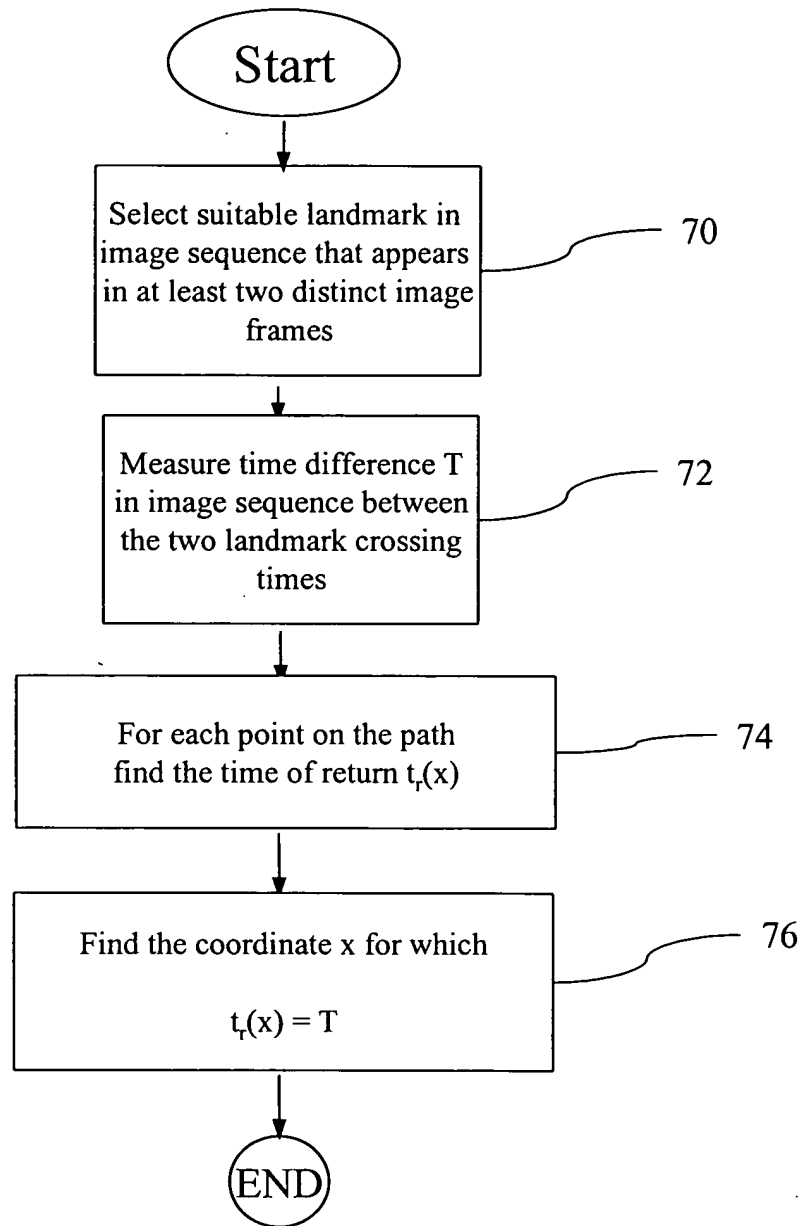 Start
Select suitable landmark in
image sequence that appears
in at least two distinct image
frames
70
Measure time difference T
in image sequence between
the two landmark crossing
times
72
For each point on the path
find the time of return tᵣ(x)
74
Find the coordinate x for which
tᵣ(x) = T
76
END